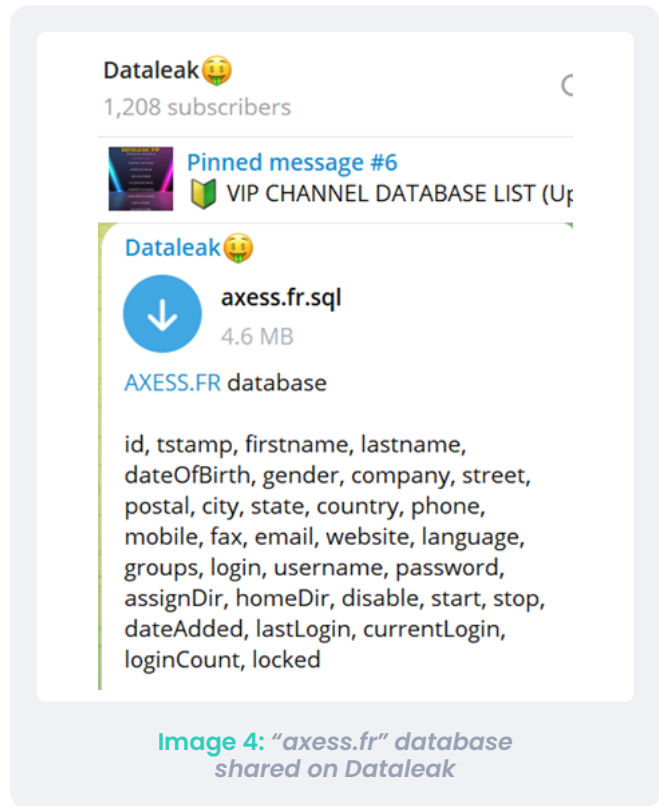 Dataleak🤑
1,208 subscribers
Pinned message #6
🔰 VIP CHANNEL DATABASE LIST (Up
Dataleak🤑
axess.fr.sql
4.6 MB
AXESS.FR database
id, tstamp, firstname, lastname,
dateOfBirth, gender, company, street,
postal, city, state, country, phone,
mobile, fax, email, website, language,
groups, login, username, password,
assignDir, homeDir, disable, start, stop,
dateAdded, lastLogin, currentLogin,
loginCount, locked
Image 4: “axess.fr” database
shared on Dataleak